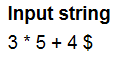 Input string
3 * 5 + 4 $